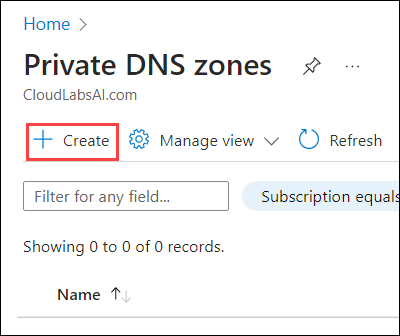 Home >
Private DNS zones ...
CloudLabsAI.com
+ Create Manage view Refresh
Filter for any field... Subscription equals
Showing 0 to 0 of 0 records.
Name ↑↓